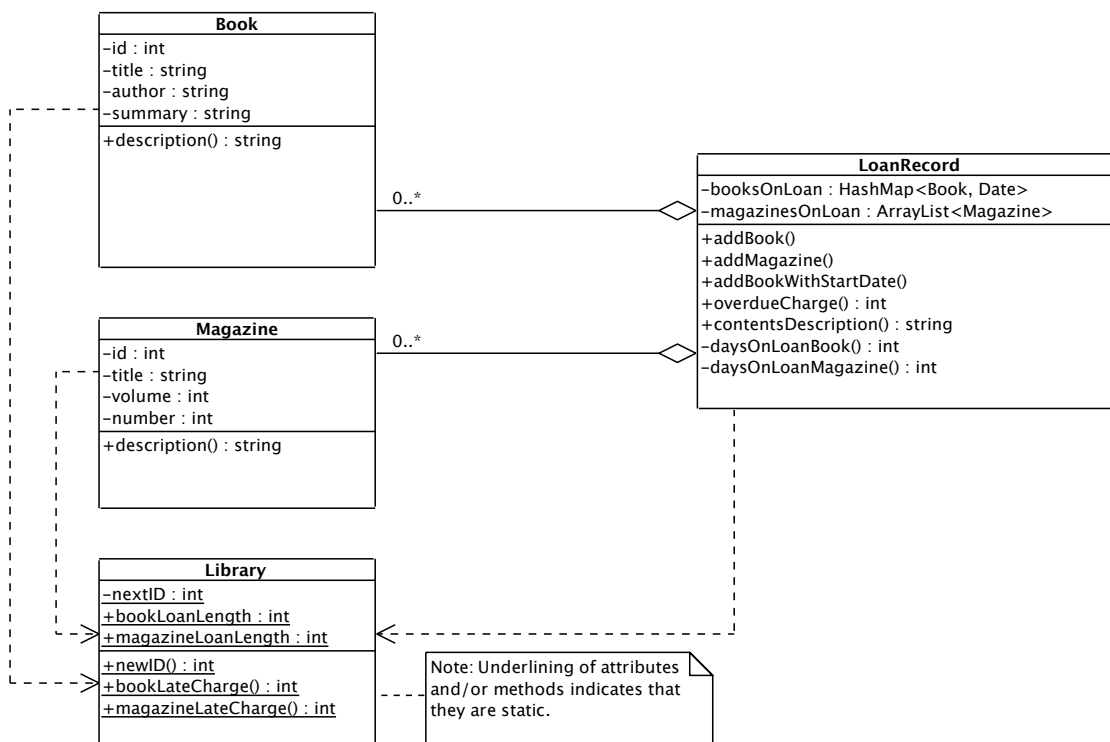 Book
-id : int
-title : string
-author : string
-summary : string
+description() : string
0..*
LoanRecord
-booksOnLoan : HashMap<Book, Date>
-magazinesOnLoan : ArrayList<Magazine>
+addBook()
+addMagazine()
+addBookWithStartDate()
+overdueCharge() : int
+contentsDescription() : string
-daysOnLoanBook() : int
-daysOnLoanMagazine() : int
Magazine
-id : int
-title : string
-volume : int
-number : int
+description() : string
0..*
Library
-nextID : int
+bookLoanLength : int
+magazineLoanLength : int
+newID() : int
+bookLateCharge() : int
+magazineLateCharge() : int
Note: Underlining of attributes
and/or methods indicates that
they are static.